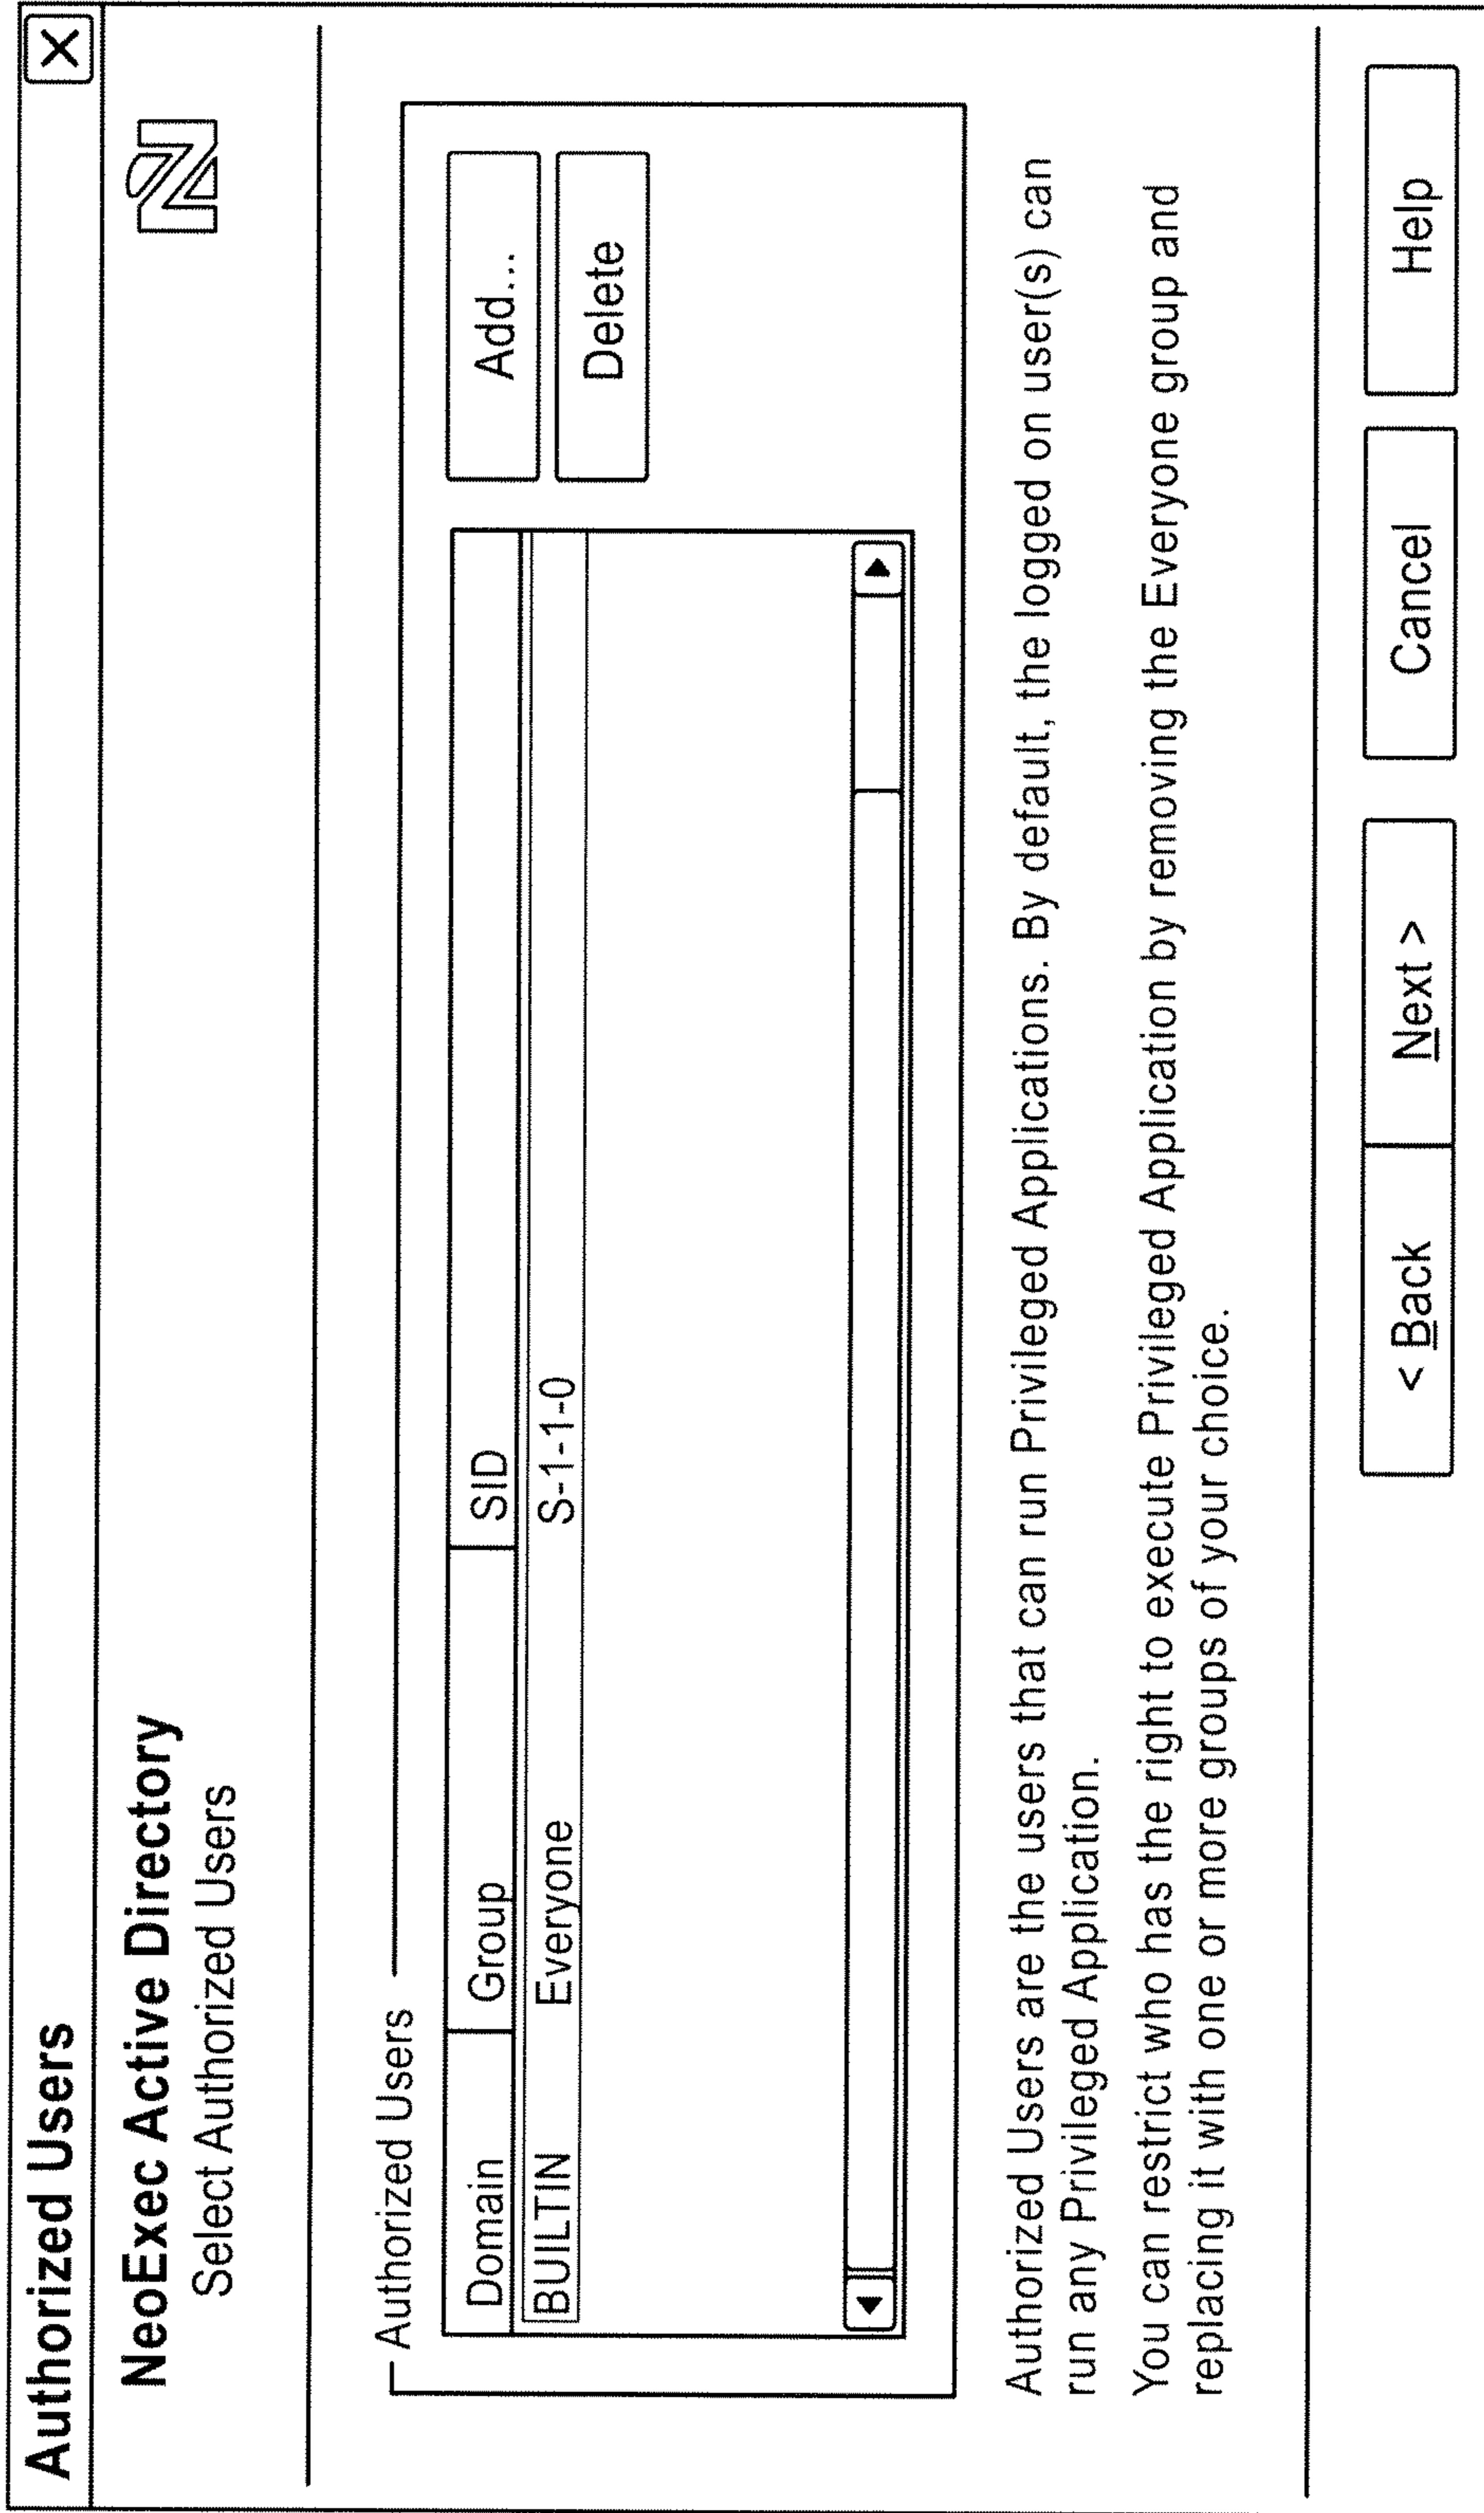 Authorized Users
NeoExec Active Directory
Select Authorized Users
Authorized Users
Domain Group SID
BUILTIN Everyone S-1-1-0
Add...
Delete
Authorized Users are the users that can run Privileged Applications. By default, the logged on user(s) can
run any Privileged Application.
You can restrict who has the right to execute Privileged Application by removing the Everyone group and
replacing it with one or more groups of your choice.
< Back Next > Cancel Help